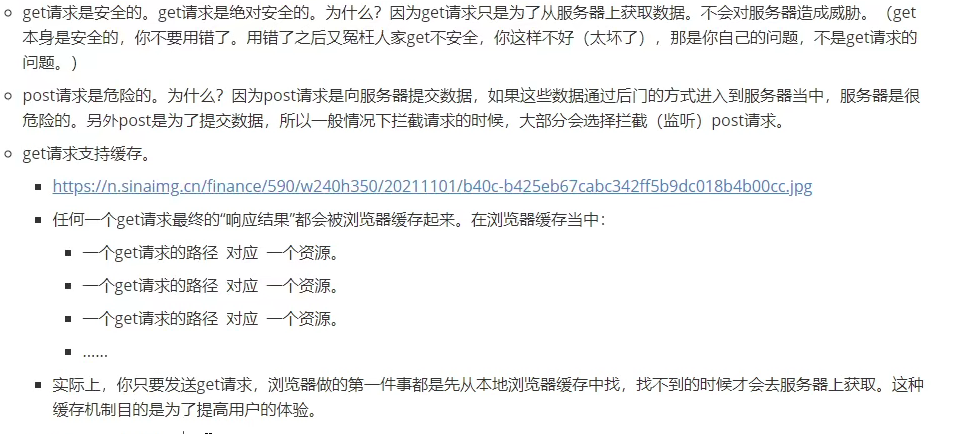 get请求是安全的。get请求是绝对安全的。为什么？因为get请求只是为了从服务器上获取数据。不会对服务器造成威胁。（get
本身是安全的，你不要用错了。用错了之后又冤枉人家get不安全，你这样不好（太坏了），那是你自己的问题，不是get请求的
问题。）
post请求是危险的。为什么？因为post请求是向服务器提交数据，如果这些数据通过后门的方式进入到服务器当中，服务器是很
危险的。另外post是为了提交数据，所以一般情况下拦截请求的时候，大部分会选择拦截（监听）post请求。
get请求支持缓存。
https://n.sinaimg.cn/finance/590/w240h350/20211101/b40c-b425eb67cabc342ff5b9dc018b4b00cc.jpg
任何一个get请求最终的“响应结果”都会被浏览器缓存起来。在浏览器缓存当中：
一个get请求的路径 对应 一个资源。
一个get请求的路径 对应 一个资源。
一个get请求的路径 对应 一个资源。
......
实际上，你只要发送get请求，浏览器做的第一件事都是先从本地浏览器缓存中找，找不到的时候才会去服务器上获取。这种
缓存机制目的是为了提高用户的体验。